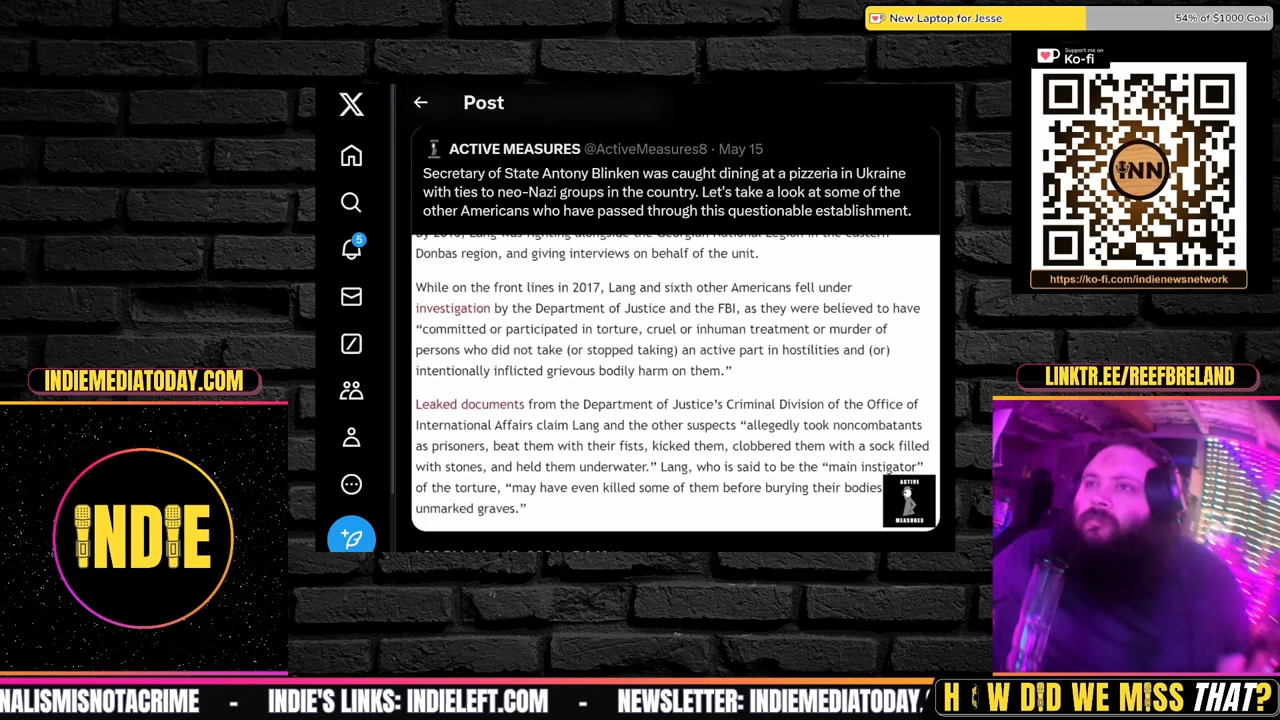 New Laptop for Jesse
54% of $1000 Goal
Support me on
Ko-fi
INN
https://ko-fi.com/indienewsnetwork
X
5
Post
ACTIVE MEASURES @ActiveMeasures8 · May 15
Secretary of State Antony Blinken was caught dining at a pizzeria in Ukraine
with ties to neo-Nazi groups in the country. Let's take a look at some of the
other Americans who have passed through this questionable establishment.
Donbas region, and giving interviews on behalf of the unit.
While on the front lines in 2017, Lang and sixth other Americans fell under
investigation by the Department of Justice and the FBI, as they were believed to have
“committed or participated in torture, cruel or inhuman treatment or murder of
persons who did not take (or stopped taking) an active part in hostilities and (or)
intentionally inflicted grievous bodily harm on them.”
Leaked documents from the Department of Justice’s Criminal Division of the Office of
International Affairs claim Lang and the other suspects “allegedly took noncombatants
as prisoners, beat them with their fists, kicked them, clobbered them with a sock filled
with stones, and held them underwater.” Lang, who is said to be the “main instigator”
of the torture, “may have even killed some of them before burying their bodies
unmarked graves.”
ACTIVE
MEASURES
INDIEMEDIATODAY.COM
INDIE
LINKTR.EE/REEFBRELAND
NALISMISNOTACRIME - INDIE'S LINKS: INDIELEFT.COM - NEWSLETTER: INDIEMEDIATODAY.
HOW DID WE MISS THAT?